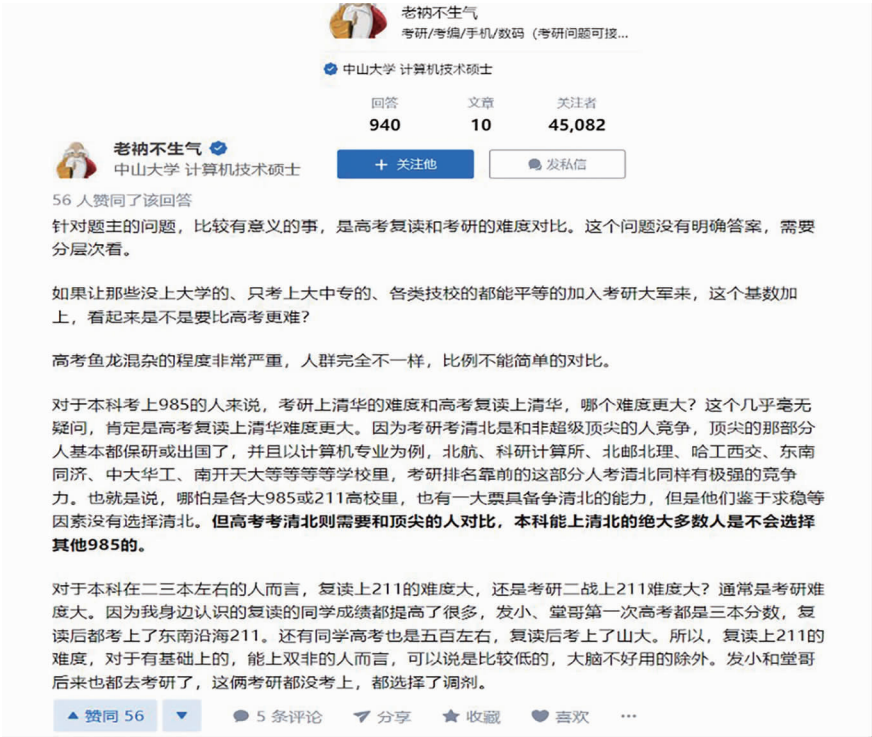 老衲不生气
考研/考编/手机/数码（考研问题可接...
中山大学 计算机技术硕士
回答 文章 关注者
940 10 45,082
+ 关注他 发私信
老衲不生气
中山大学 计算机技术硕士
56 人赞同了该回答
针对题主的问题，比较有意义的事，是高考复读和考研的难度对比。这个问题没有明确答案，需要
分层次看。
如果让那些没上大学的、只考上大中专的、各类技校的都能平等的加入考研大军来，这个基数加
上，看起来是不是要比高考更难？
高考鱼龙混杂的程度非常严重，人群完全不一样，比例不能简单的对比。
对于本科考上985的人来说，考研上清华的难度和高考复读上清华，哪个难度更大？这个几乎毫无
疑问，肯定是高考复读上清华难度更大。因为考研考清北是和非超级顶尖的人竞争，顶尖的那部分
人基本都保研或出国了，并且以计算机专业为例，北航、科研计算所、北邮北理、哈工西交、东南
同济、中大华工、南开天大等等等等学校里，考研排名靠前的这部分人考清北同样有极强的竞争
力。也就是说，哪怕是各大985或211高校里，也有一大票具备争清北的能力，但是他们鉴于求稳等
因素没有选择清北。但高考考清北则需要和顶尖的人对比，本科能上清北的绝大多数人是不会选择
其他985的。
对于本科在二三本左右的人而言，复读上211的难度大，还是考研二战上211难度大？通常是考研难
度大。因为我身边认识的复读的同学成绩都提高了很多，发小、堂哥第一次高考都是三本分数，复
读后都考上了东南沿海211。还有同学高考也是五百左右，复读后考上了山大。所以，复读上211的
难度，对于有基础上的，能上双非的人而言，可以说是比较低的，大脑不好用的除外。发小和堂哥
后来也都去考研了，这俩考研都没考上，都选择了调剂。
赞同 56 5 条评论 分享 收藏 喜欢 ...